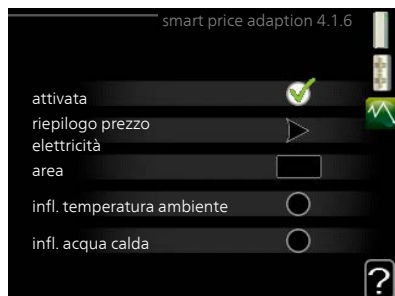 smart price adaption 4.1.6
attivata
riepilogo prezzo
elettricità
area
infl. temperatura ambiente
infl. acqua calda
?